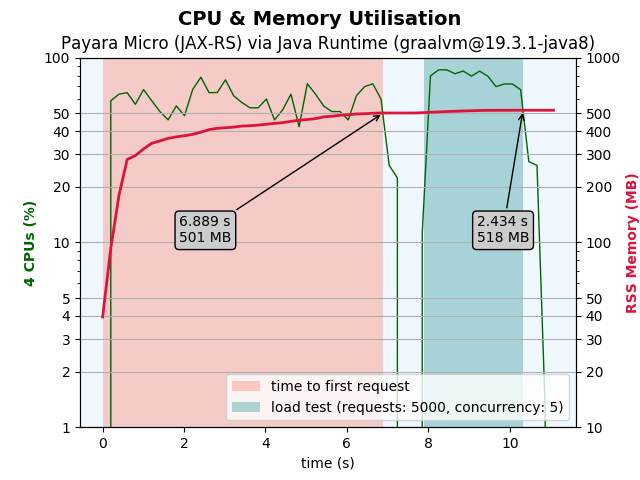 CPU & Memory Utilisation
Payara Micro (JAX-RS) via Java Runtime (graalvm@19.3.1-java8)
100
50
40
30
20
10
5
4
3
2
1
4 CPUs (%)
1000
500
400
300
200
100
50
40
30
20
10
RSS Memory (MB)
6.889 s
501 MB
2.434 s
518 MB
time to first request
load test (requests: 5000, concurrency: 5)
0 2 4 6 8 10
time (s)